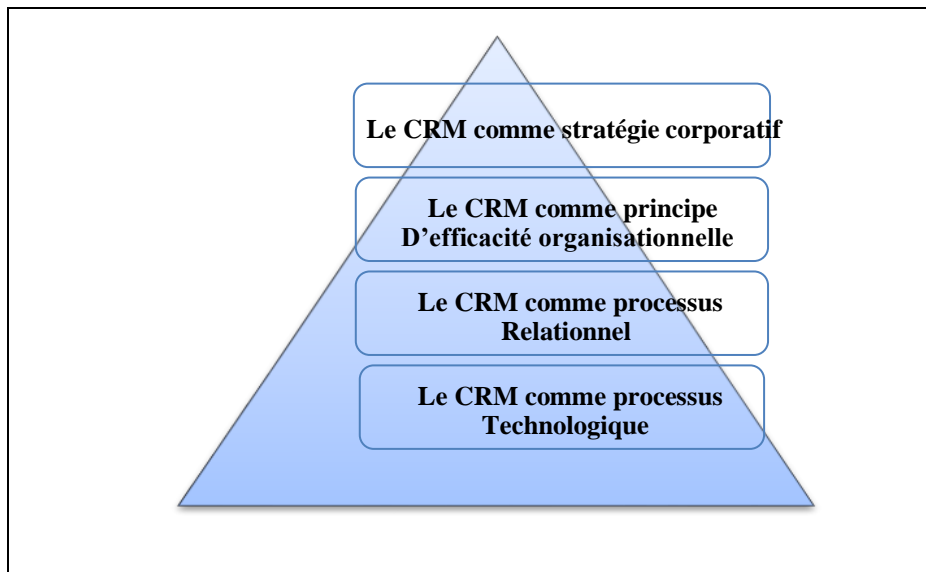 Le CRM comme stratégie corporatif
Le CRM comme principe
D’efficacité organisationnelle
Le CRM comme processus
Relationnel
Le CRM comme processus
Technologique